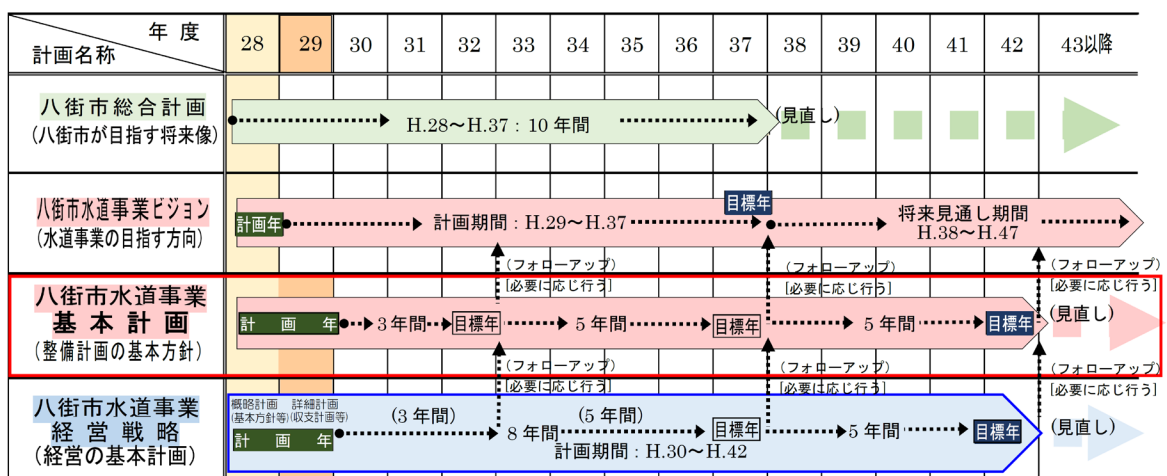 年 度
計画名称
28 29 30 31 32 33 34 35 36 37 38 39 40 41 42 43以降
八街市総合計画
(八街市が目指す将来像)
H.28～H.37：10 年間
(見直し)
八街市水道事業ビジョン
(水道事業の目指す方向)
計画年
計画期間：H.29～H.37
目標年
将来見通し期間
H.38～H.47
(フォローアップ)
[必要に応じ行う]
(フォローアップ)
[必要に応じ行う]
(フォローアップ)
[必要に応じ行う]
八街市水道事業
基 本 計 画
(整備計画の基本方針)
計 画 年
3 年間
目標年
5 年間
目標年
5 年間
目標年
(見直し)
(フォローアップ)
[必要に応じ行う]
(フォローアップ)
[必要に応じ行う]
(フォローアップ)
[必要に応じ行う]
八街市水道事業
経 営 戦 略
(経営の基本計画)
概略計画 詳細計画
(基本方針等)(収支計画等)
計 画 年
(3 年間)
(5 年間)
8 年間
目標年
5 年間
目標年
(見直し)
計画期間：H.30～H.42